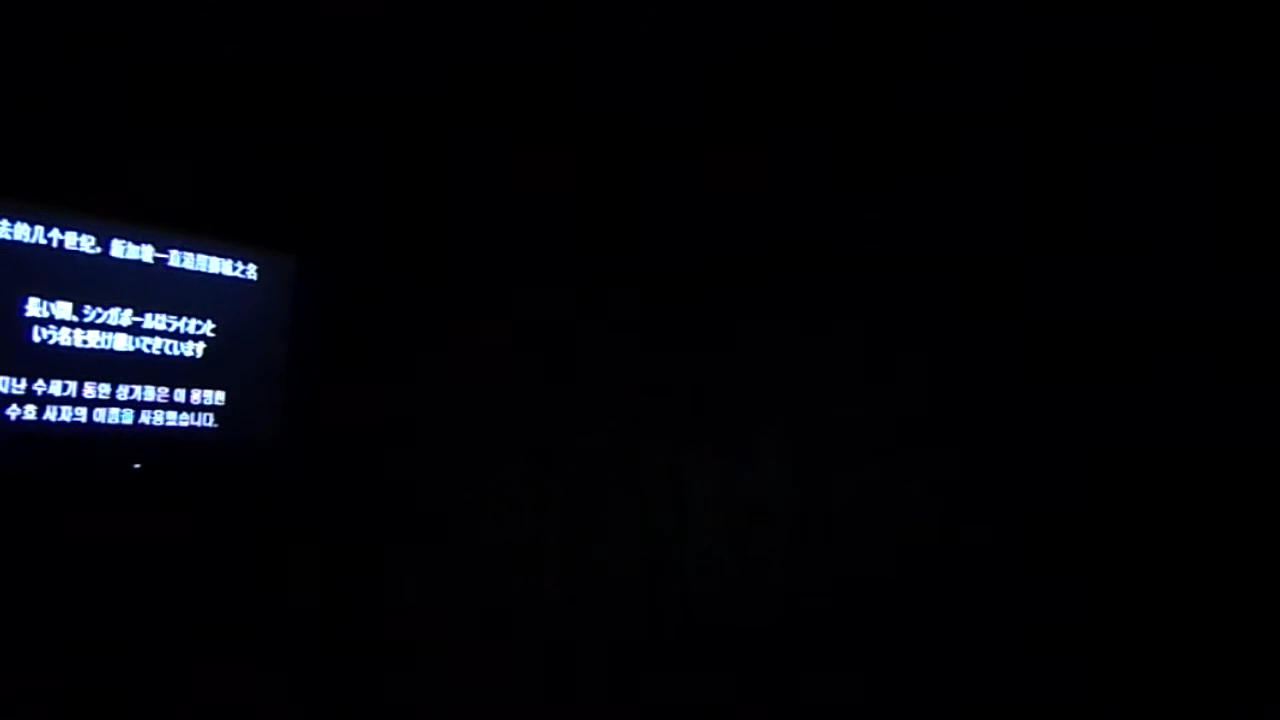 去的几个世纪，新加坡一直沿用狮城之名
長い間、シンガポールはライオンと
いう名を受け継いできています
지난 수세기 동한 싱가폴은 이 용맹한
수호 사자의 이름을 사용했습니다.